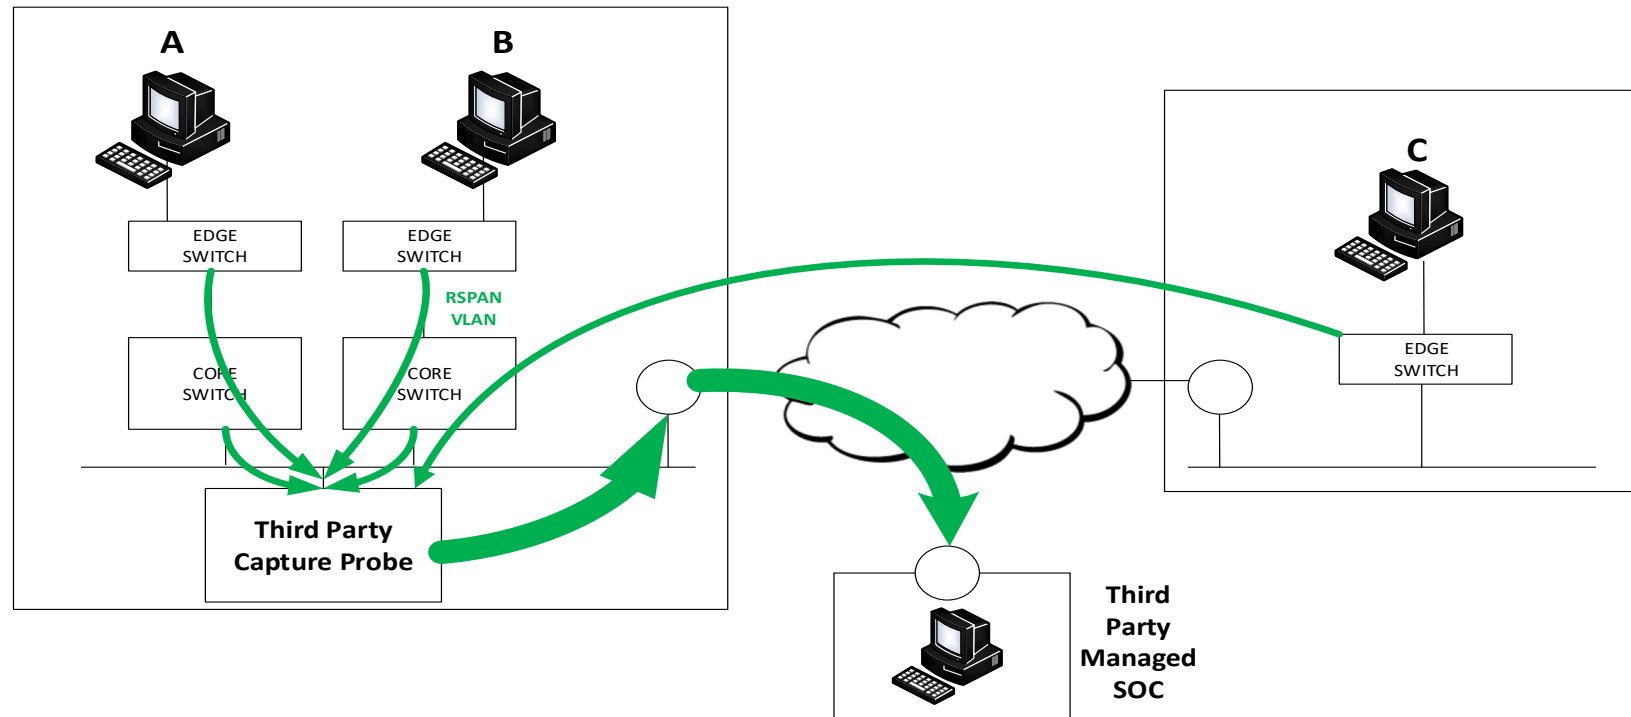 A
B
C
EDGE
SWITCH
EDGE
SWITCH
RSPAN
VLAN
EDGE
SWITCH
CORE
SWITCH
CORE
SWITCH
Third Party
Capture Probe
Third
Party
Managed
SOC